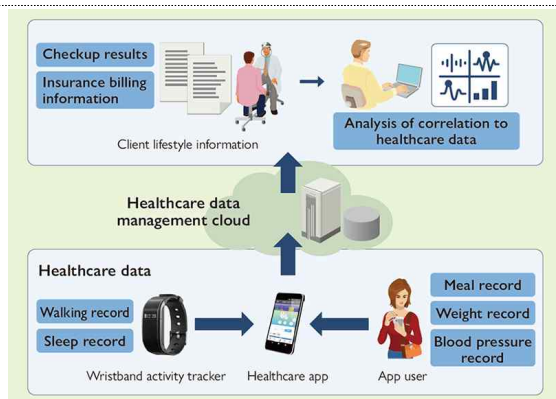 Checkup results
Insurance billing
information
Client lifestyle information
Analysis of correlation to
healthcare data
Healthcare data
management cloud
Healthcare data
Walking record
Sleep record
Wristband activity tracker
Healthcare app
App user
Meal record
Weight record
Blood pressure
record